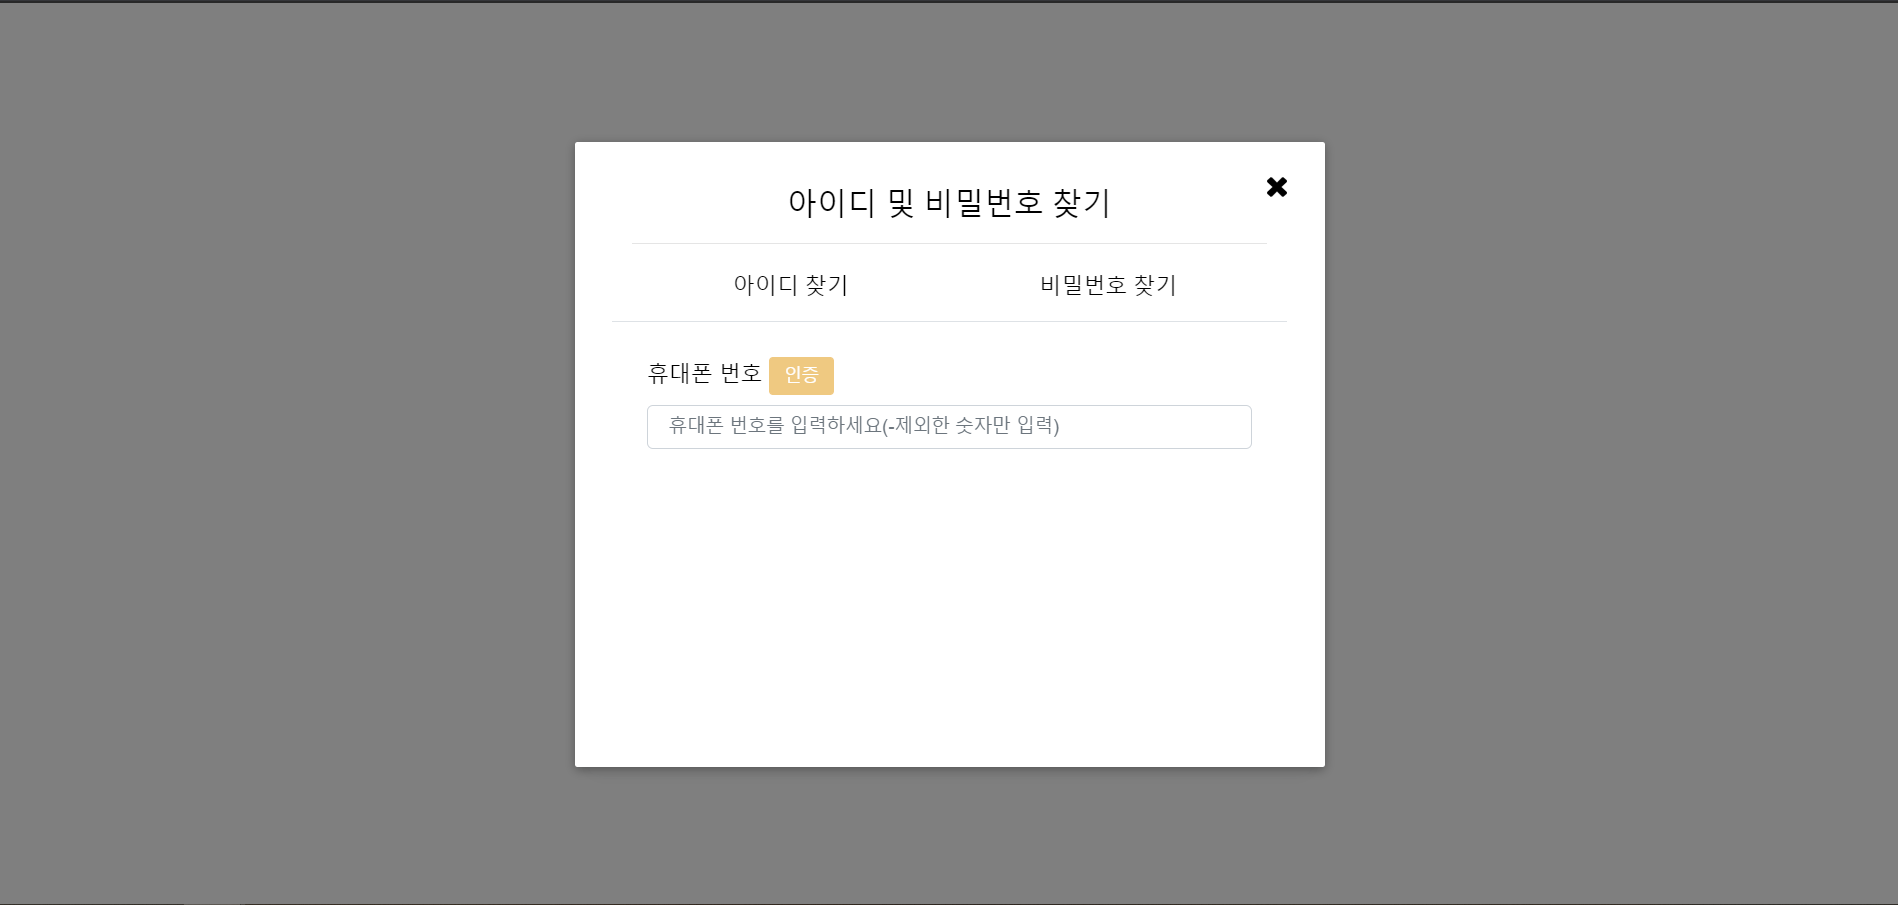 아이디 및 비밀번호 찾기
아이디 찾기 비밀번호 찾기
휴대폰 번호 인증
휴대폰 번호를 입력하세요(-제외한 숫자만 입력)